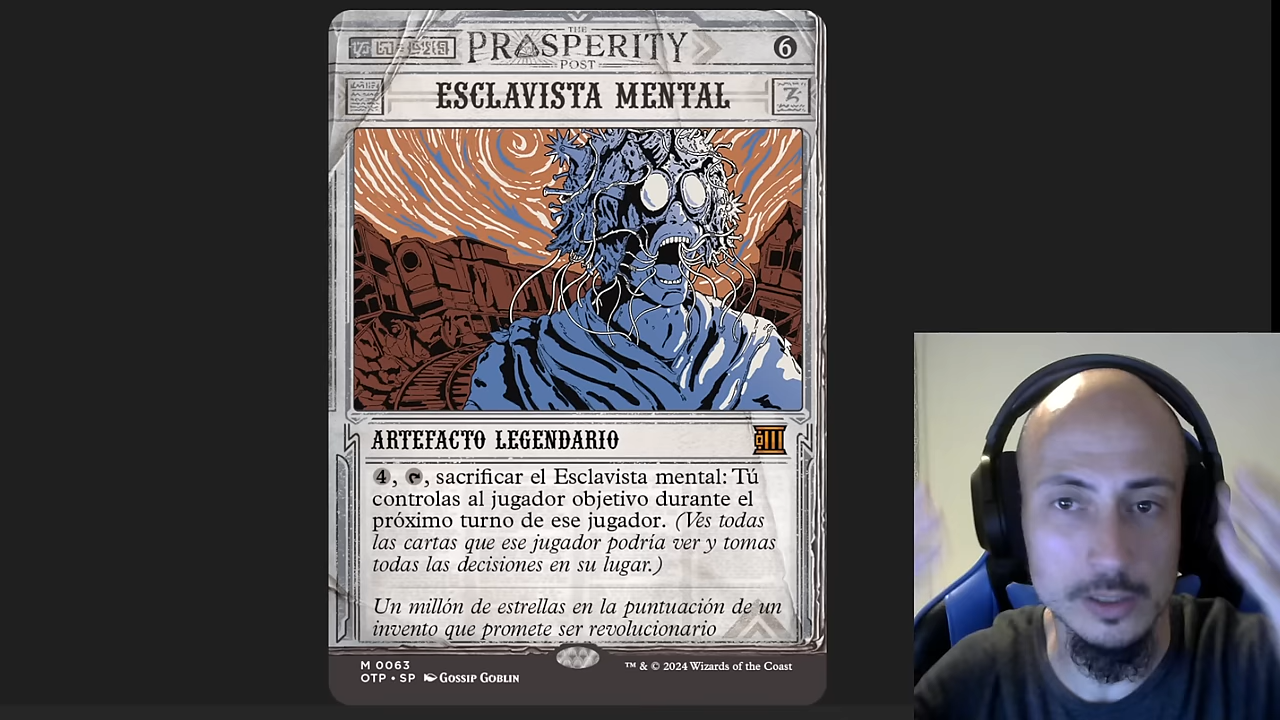 THE
PROSPERITY
POST
6
ESCLAVISTA MENTAL
ARTEFACTO LEGENDARIO
4, , sacrificar el Esclavista mental: Tú
controlas al jugador objetivo durante el
próximo turno de ese jugador. (Ves todas
las cartas que ese jugador podría ver y tomas
todas las decisiones en su lugar.)
Un millón de estrellas en la puntuación de un
invento que promete ser revolucionario
M 0063
OTP • SP GOSSIP GOBLIN
™ & © 2024 Wizards of the Coast